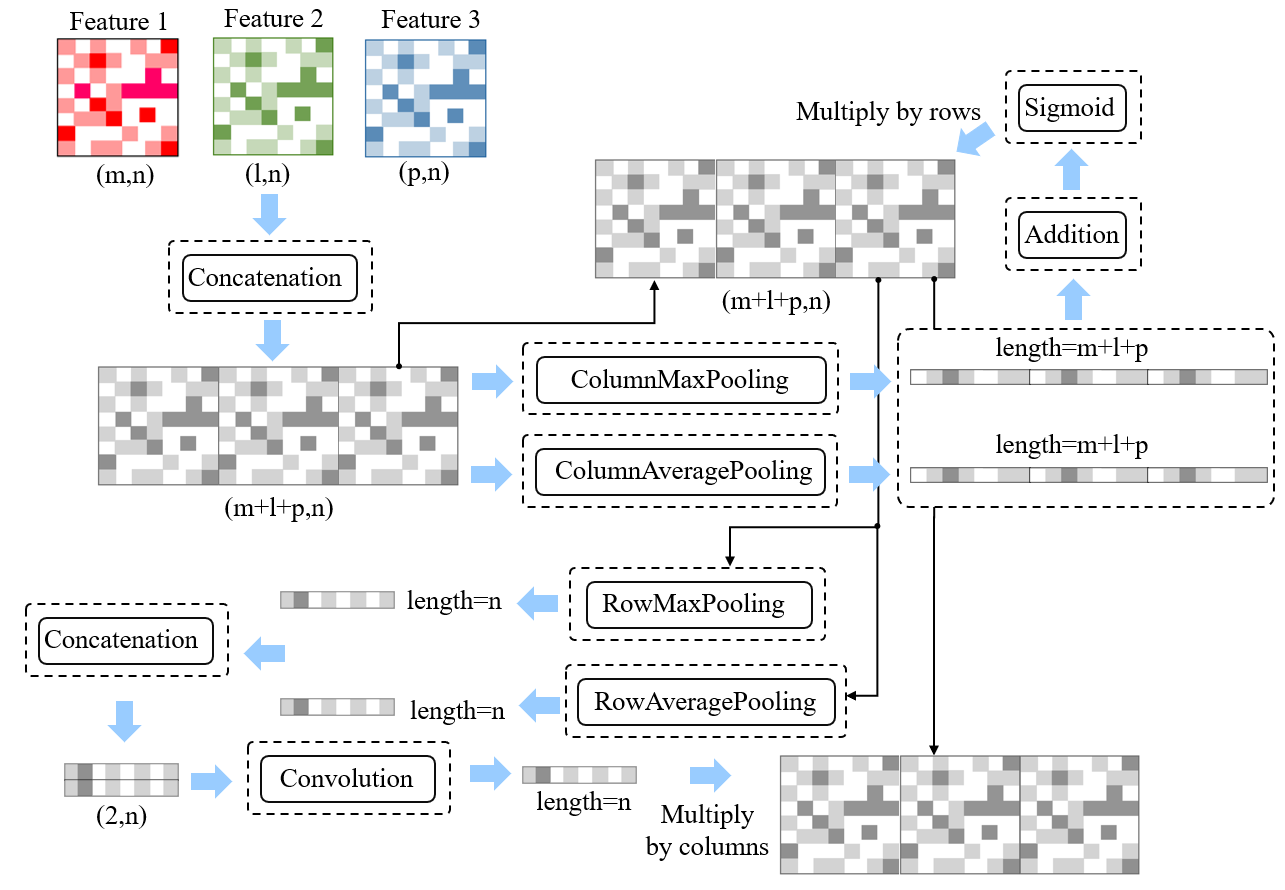 Feature 1
Feature 2
Feature 3
(m,n)
(l,n)
(p,n)
Concatenation
(m+l+p,n)
Multiply by rows
Sigmoid
Addition
(m+l+p,n)
ColumnMaxPooling
ColumnAveragePooling
length=m+l+p
length=m+l+p
RowMaxPooling
length=n
RowAveragePooling
length=n
Concatenation
(2,n)
Convolution
length=n
Multiply
by columns